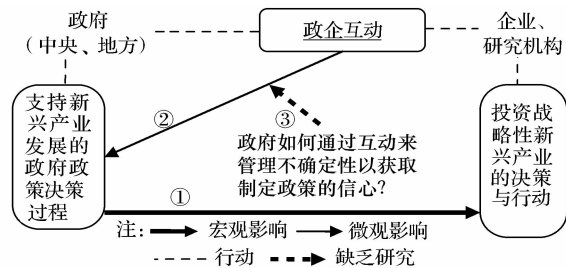 政府
（中央、地方）
政企互动
企业、
研究机构
支持新
兴产业
发展的
政府政
策决策
过程
②
③
政府如何通过互动来
管理不确定性以获取
制定政策的信心？
投资战
略性新
兴产业
的决策
与行动
①
注：宏观影响 微观影响
行动 缺乏研究